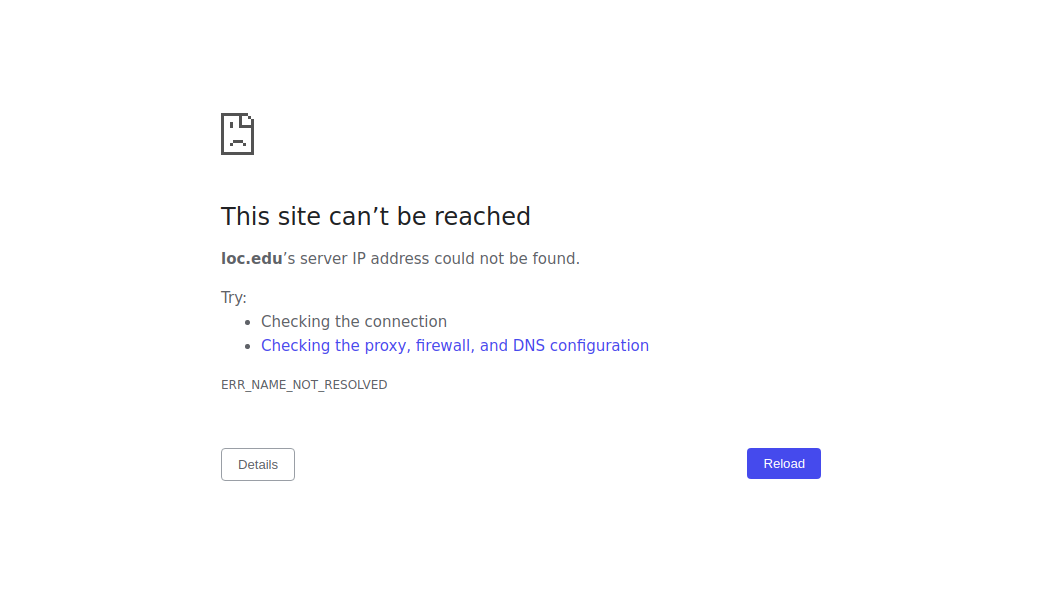 This site can’t be reached
loc.edu’s server IP address could not be found.
Try:
Checking the connection
Checking the proxy, firewall, and DNS configuration
ERR_NAME_NOT_RESOLVED
Details
Reload